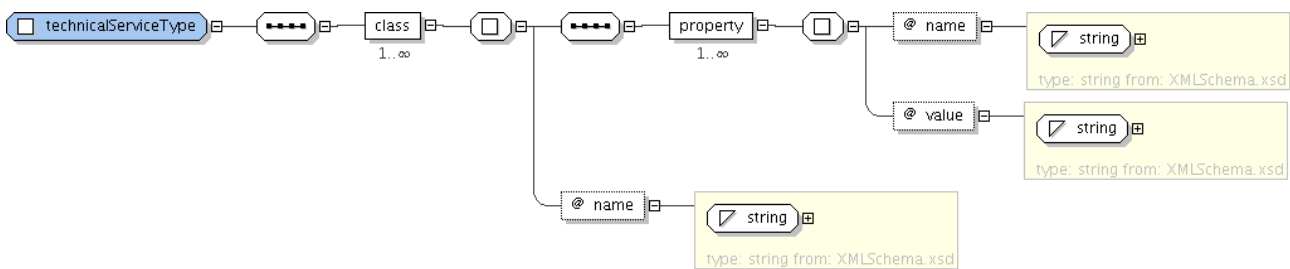 technicalServiceType
class
1..∞
property
1..∞
@ name
string
type: string from: XMLSchema.xsd
@ value
string
type: string from: XMLSchema.xsd
@ name
string
type: string from: XMLSchema.xsd